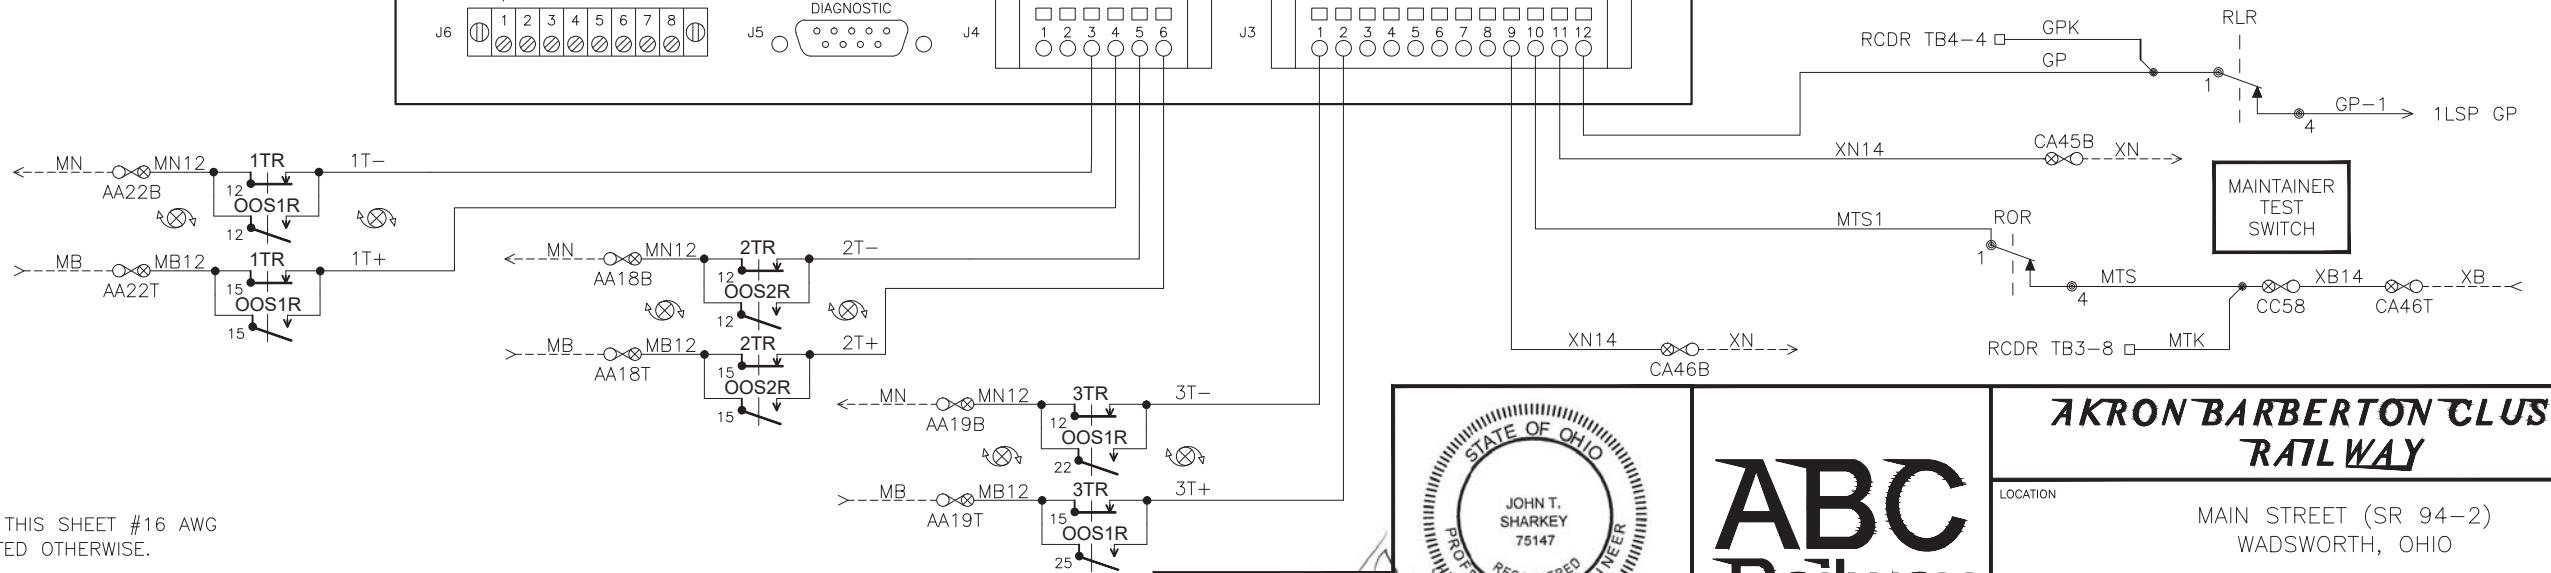 DIAGNOSTIC
J6 1 2 3 4 5 6 7 8
J5
J4 1 2 3 4 5 6
J3 1 2 3 4 5 6 7 8 9 10 11 12
RLR
RCDR TB4-4 GPK
GP
1
4
GP-1 1LSP GP
XN14 CA45B XN
MAINTAINER
TEST
SWITCH
MTS1 ROR
1
4
MTS CC58 XB14 CA46T XB
RCDR TB3-8 MTK
XN14 CA46B XN
MN AA22B MN12 1TR 1T-
12
OOS1R
12
MB AA22T MB12 1TR 1T+
15
OOS1R
15
MN AA18B MN12 2TR 2T-
12
OOS2R
12
MB AA18T MB12 2TR 2T+
15
OOS2R
15
MN AA19B MN12 3TR 3T-
12
OOS1R
22
MB AA19T MB12 3TR 3T+
15
OOS1R
25
THIS SHEET #16 AWG
TED OTHERWISE.
STATE OF OHIO
JOHN T.
SHARKEY
75147
ABC
AKRON BARBERTON CLUS
RAILWAY
LOCATION
MAIN STREET (SR 94-2)
WADSWORTH, OHIO